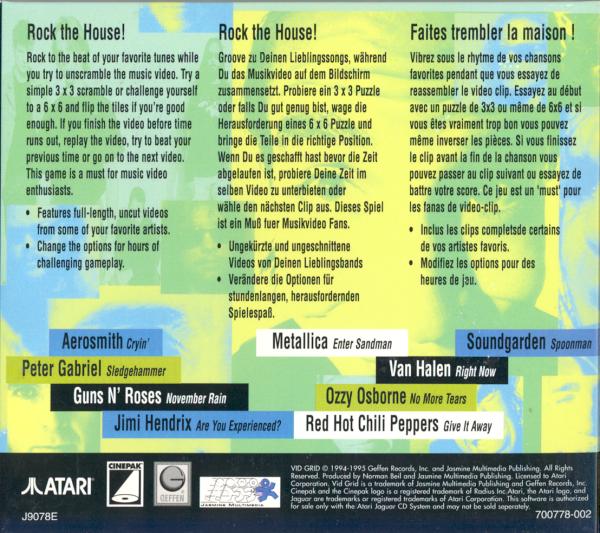 Rock the House!
Rock to the beat of your favorite tunes while
you try to unscramble the music video. Try a
simple 3 x 3 scramble or challenge yourself
to a 6 x 6 and flip the tiles if you're good
enough. If you finish the video before time
runs out, replay the video, try to beat your
previous time or go on to the next video.
This game is a must for music video
enthusiasts.
• Features full-length, uncut videos
from some of your favorite artists.
• Change the options for hours of
challenging gameplay.
Rock the House!
Groove zu Deinen Lieblingssongs, während
Du das Musikvideo auf dem Bildschirm
zusammensetzt. Probiere ein 3 x 3 Puzzle
oder falls Du gut genug bist, wage die
Herausforderung eines 6 x 6 Puzzle und
bringe die Teile in die richtige Position.
Wenn Du es geschafft hast bevor die Zeit
abgelaufen ist, probiere Deine Zeit im
selben Video zu unterbieten oder
wähle den nächsten Clip aus. Dieses Spiel
ist ein Muß fuer Musikvideo Fans.
• Ungekürzte und ungeschnittene
Videos von Deinen Lieblingsbands
• Verändere die Optionen für
stundenlangen, herausfordernden
Spielespaß.
Faites trembler la maison !
Vibrez sous le rhytme de vos chansons
favorites pendant que vous essayez de
reassembler le video clip. Essayez au début
avec un puzzle de 3x3 ou même de 6x6 et si
vous êtes vraiment trop bon vous pouvez
même inverser les pièces. Si vous finissez
le clip avant la fin de la chanson vous
pouvez passer au clip suivant ou essayez de
battre votre score. Ce jeu est un 'must' pour
les fanas de video-clip.
• Inclus les clips completsde certains
de vos artistes favoris.
• Modifiez les options pour des
heures de jeu.
Aerosmith Cryin'
Metallica Enter Sandman
Soundgarden Spoonman
Peter Gabriel Sledgehammer
Van Halen Right Now
Guns N' Roses November Rain
Ozzy Osborne No More Tears
Jimi Hendrix Are You Experienced?
Red Hot Chili Peppers Give It Away
ATARI
CINEPAK
GEFFEN
JASMINE MULTIMEDIA
VID GRID © 1994-1995 Geffen Records, Inc. and Jasmine Multimedia Publishing. All Rights
Reserved. Produced by Norman Beil and Jasmine Multimedia Publishing. Licensed to Atari
Corporation. Vid Grid is a trademark of Jasmine Multimedia Publishing and Geffen Records, Inc.
Cinepak and the Cinepak logo is a registered trademark of Radius Inc. Atari, the Atari logo, and
Jaguar are trademarks or registered trademarks of Atari Corporation. This software is authorized
for sale only with the Atari Jaguar CD System and may not be sold separately.
J9078E
700778-002